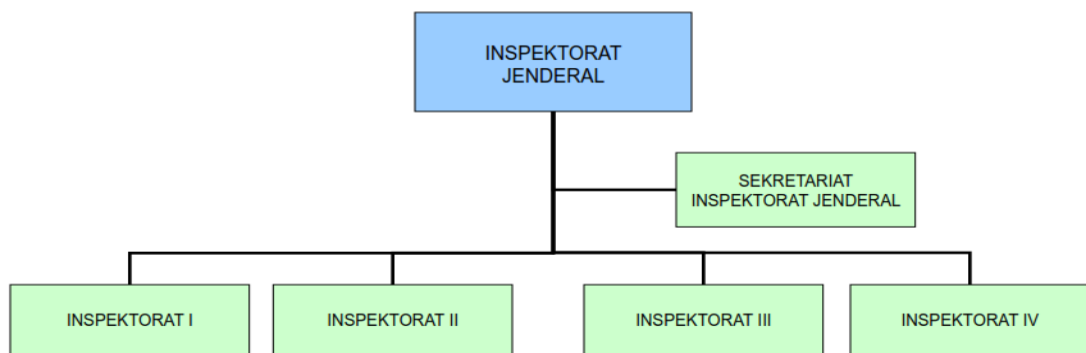 INSPEKTORAT
JENDERAL
SEKRETARIAT
INSPEKTORAT JENDERAL
INSPEKTORAT I
INSPEKTORAT II
INSPEKTORAT III
INSPEKTORAT IV